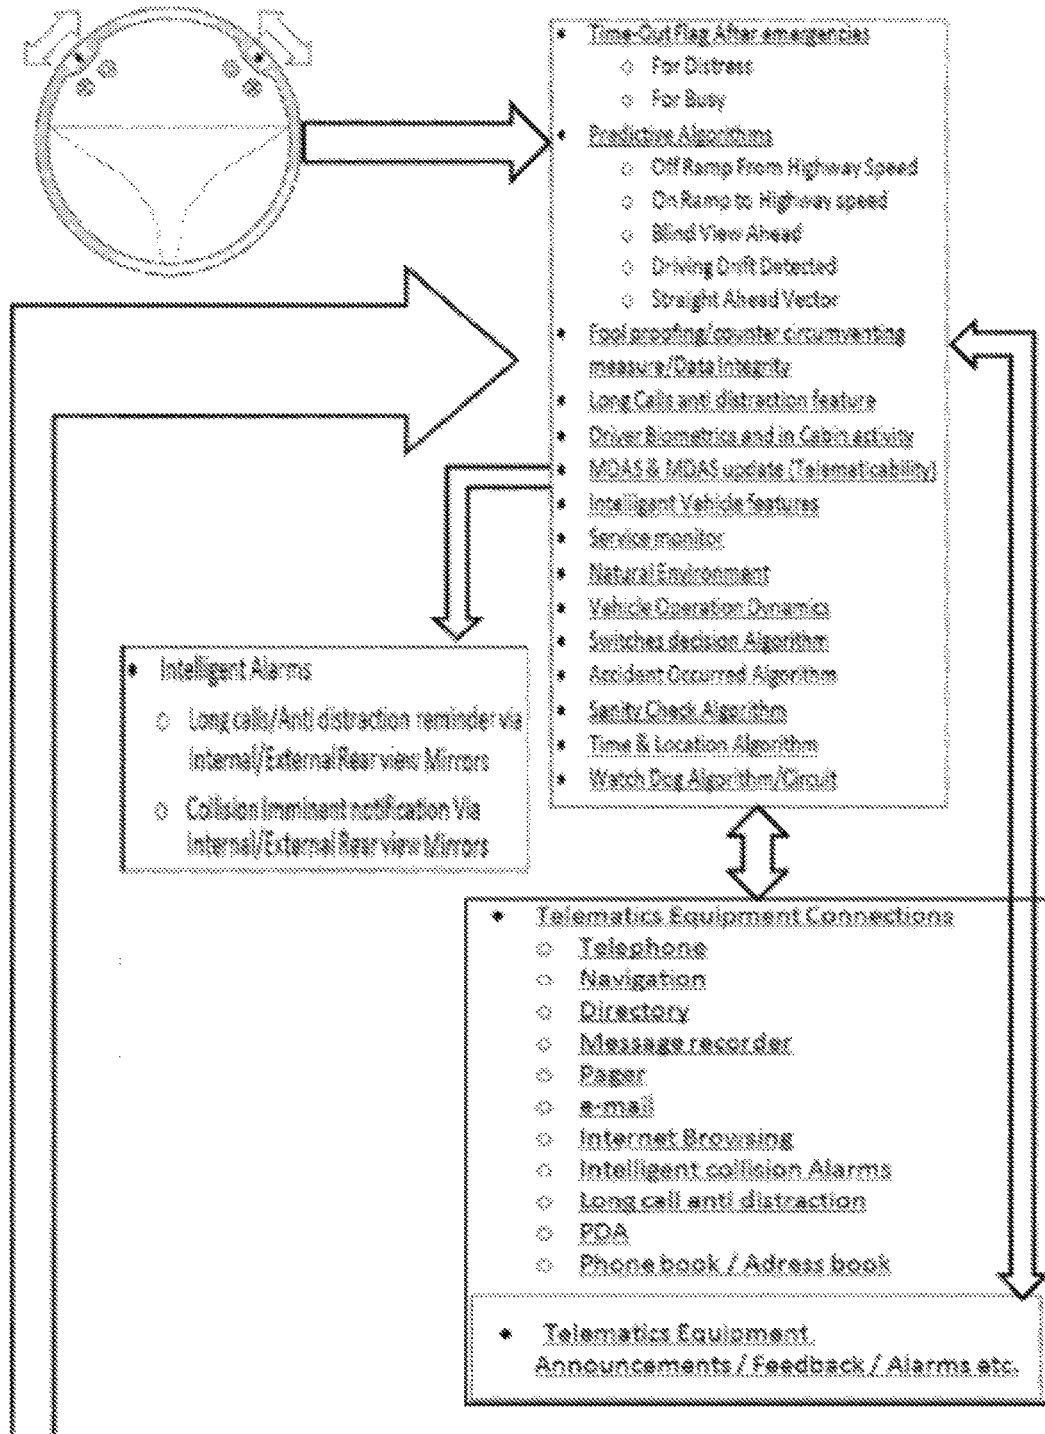 • Time-Out Flag After emergencies
○ For Distress
○ For Busy
• Predictive Algorithms
○ Off Ramp From Highway Speed
○ On Ramp to Highway speed
○ Blind View Ahead
○ Driving Drift Detected
○ Straight Ahead Vector
• Fool proofing/counter circumventing
measure/Data Integrity
• Long Calls anti distraction feature
• Driver Biometrics and in Cabin activity
• MDAS & MDAS update (Telematicability)
• Intelligent Vehicle features
• Service monitor
• Natural Environment
• Vehicle Operation Dynamics
• Switches decision Algorithm
• Accident Occurred Algorithm
• Sanity Check Algorithm
• Time & Location Algorithm
• Watch Dog Algorithm/Circuit
• Intelligent Alarms
○ Long calls/Anti distraction reminder via
Internal/External Rear view Mirrors
○ Collision Imminent notification Via
Internal/External Rear view Mirrors
• Telematics Equipment Connections
○ Telephone
○ Navigation
○ Directory
○ Message recorder
○ Pager
○ e-mail
○ Internet Browsing
○ Intelligent collision Alarms
○ Long call anti distraction
○ PDA
○ Phone book / Adress book
• Telematics Equipment
Announcements / Feedback / Alarms etc.